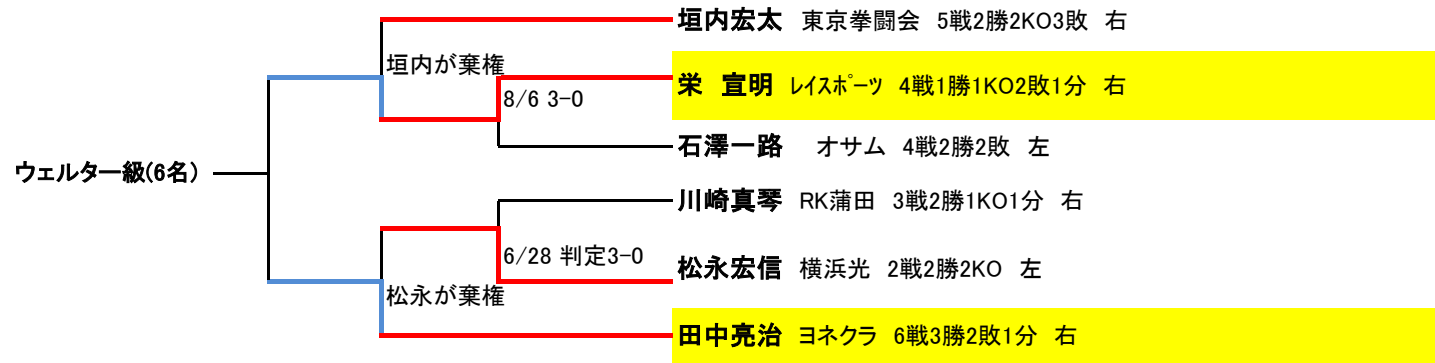 垣内宏太 東京拳闘会 5戦2勝2KO3敗 右
垣内が棄権
栄 宣明 ﾚｲｽﾎﾟｰﾂ 4戦1勝1KO2敗1分 右
8/6 3-0
石澤一路 オサム 4戦2勝2敗 左
ウェルター級(6名)
川崎真琴 RK蒲田 3戦2勝1KO1分 右
6/28 判定3-0
松永宏信 横浜光 2戦2勝2KO 左
松永が棄権
田中亮治 ヨネクラ 6戦3勝2敗1分 右